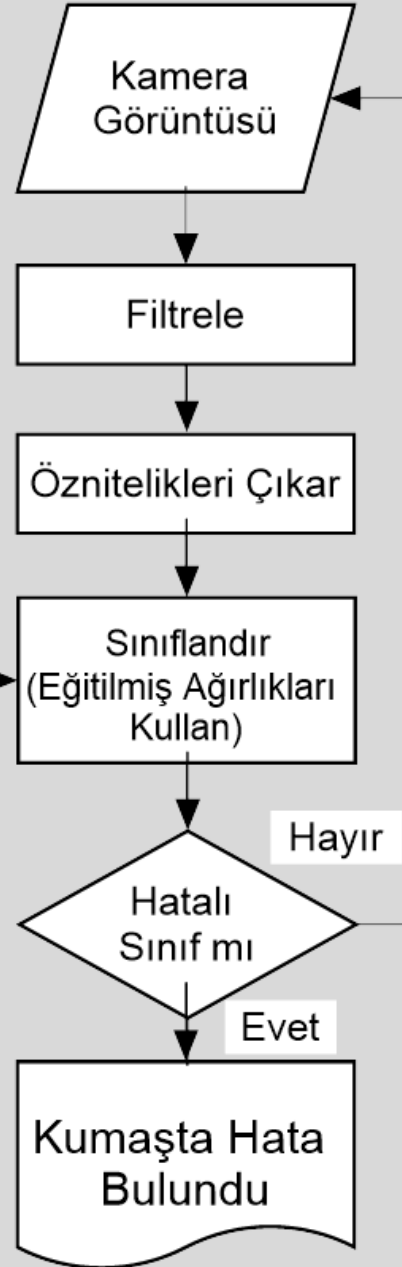 Kamera
Görüntüsü
Filtrele
Öznitelikleri Çıkar
Sınıflandır
(Eğitilmiş Ağırlıkları
Kullan)
Hayır
Hatalı
Sınıf mı
Evet
Kumaşta Hata
Bulundu